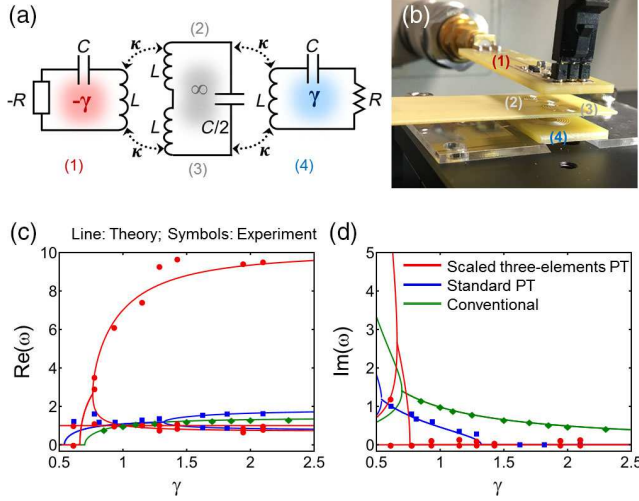 (a)
C
κ
(2)
κ
C
-R
-γ
L
L
∞
L
γ
R
L
C/2
L
κ
κ
(1)
(3)
(4)
(b)
(1)
(2)
(3)
(4)
(c)
Line: Theory; Symbols: Experiment
(d)
Re(ω)
10
8
6
4
2
0
0.5
1
1.5
2
2.5
γ
Im(ω)
5
4
3
2
1
0
Scaled three-elements PT
Standard PT
Conventional
0.5
1
1.5
2
2.5
γ